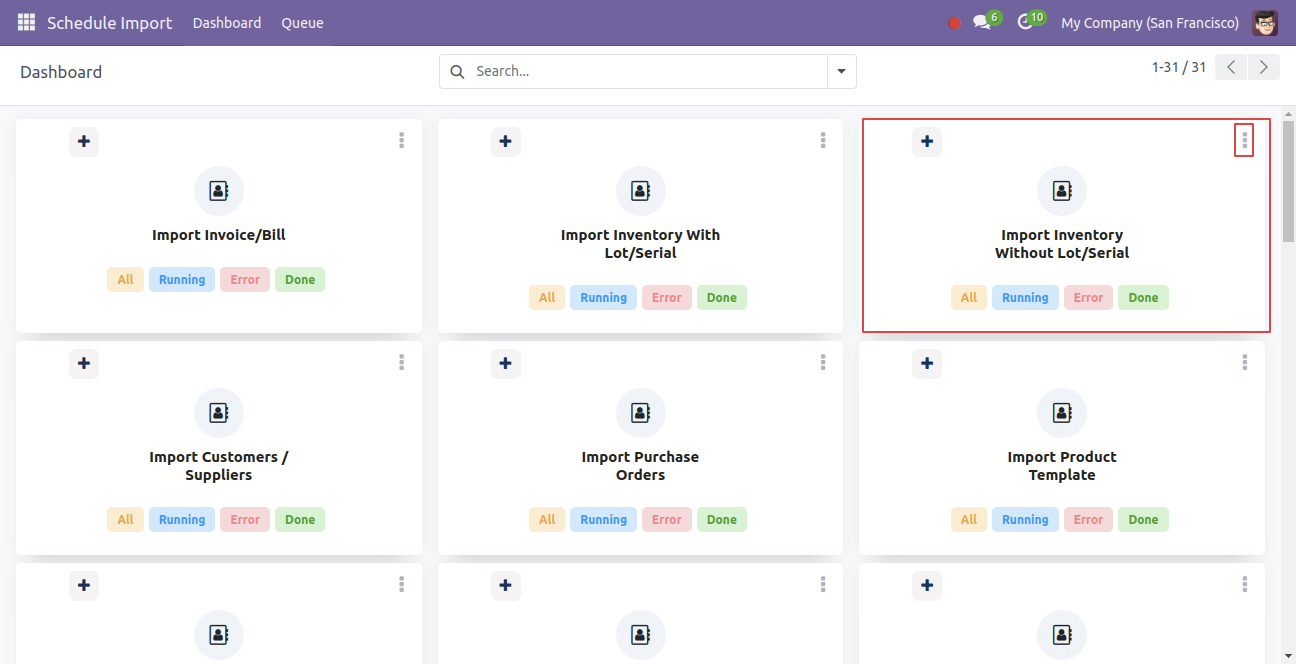 Schedule Import Dashboard Queue 6 10 My Company (San Francisco)
Dashboard Search... 1-31 / 31
Import Invoice/Bill
All Running Error Done
Import Inventory With
Lot/Serial
All Running Error Done
Import Inventory
Without Lot/Serial
All Running Error Done
Import Customers /
Suppliers
All Running Error Done
Import Purchase
Orders
All Running Error Done
Import Product
Template
All Running Error Done